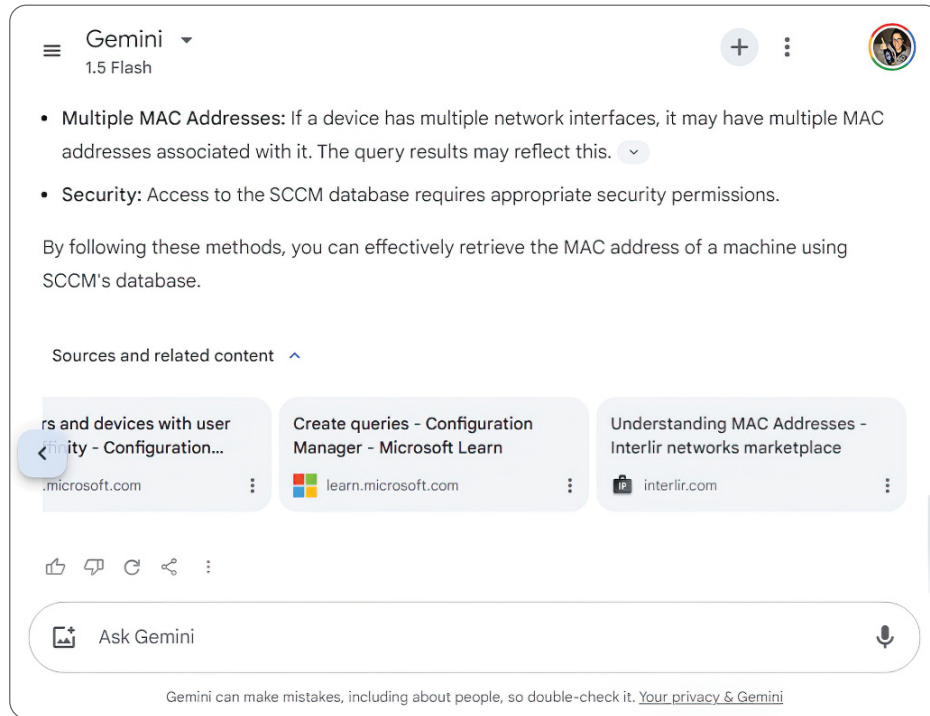 Gemini
1.5 Flash
• Multiple MAC Addresses: If a device has multiple network interfaces, it may have multiple MAC
addresses associated with it. The query results may reflect this.
• Security: Access to the SCCM database requires appropriate security permissions.
By following these methods, you can effectively retrieve the MAC address of a machine using
SCCM's database.
Sources and related content
rs and devices with user
finity - Configuration...
.microsoft.com
Create queries - Configuration
Manager - Microsoft Learn
learn.microsoft.com
Understanding MAC Addresses -
Interlir networks marketplace
IP
interlir.com
Ask Gemini
Gemini can make mistakes, including about people, so double-check it. Your privacy & Gemini